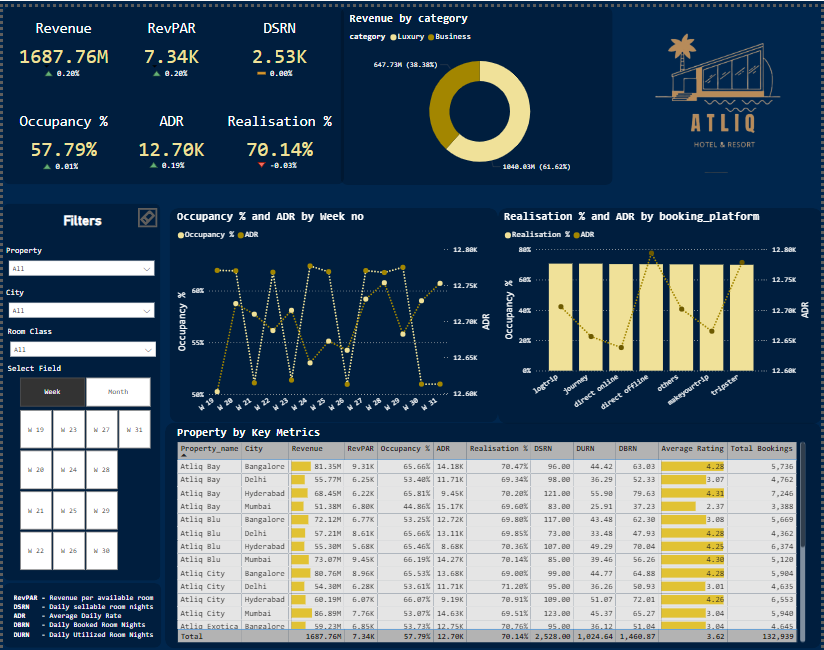 Revenue
RevPAR
DSRN
1687.76M
7.34K
2.53K
0.20%
0.20%
0.00%
Occupancy %
ADR
Realisation %
57.79%
12.70K
70.14%
0.01%
0.19%
-0.03%
Revenue by category
category Luxury Business
647.73M (38.38%)
1040.03M (61.62%)
ATLIQ
HOTEL & RESORT
Filters
Property
All
City
All
Room Class
All
Select Field
Week Month
W 19 W 23 W 27 W 31
W 20 W 24 W 28
W 21 W 25 W 29
W 22 W 26 W 30
RevPAR - Revenue per available room
DSRN - Daily sellable room nights
ADR - Average Daily Rate
DBRN - Daily Booked Room Nights
DURN - Daily Utilized Room Nights
Occupancy % and ADR by Week no
Occupancy % ADR
Occupancy %
60%
55%
50%
12.80K
12.75K
12.70K
12.65K
12.60K
ADR
W 19 W 20 W 21 W 22 W 23 W 24 W 25 W 26 W 27 W 28 W 29 W 30 W 31
Realisation % and ADR by booking_platform
Realisation % ADR
Occupancy %
80%
60%
40%
20%
0%
12.80K
12.75K
12.70K
12.65K
12.60K
ADR
logtrip journey direct online direct offline others makeyourtrip tripster
Property by Key Metrics
Property_name City Revenue RevPAR Occupancy % ADR Realisation % DSRN DURN DBRN Average Rating Total Bookings
Atliq Bay Bangalore 81.35M 9.31K 65.66% 14.18K 70.47% 96.00 44.42 63.03 4.28 5,736
Atliq Bay Delhi 55.77M 6.25K 53.40% 11.71K 69.34% 98.00 36.29 52.33 3.07 4,762
Atliq Bay Hyderabad 68.45M 6.22K 65.81% 9.45K 70.20% 121.00 55.90 79.63 4.31 7,246
Atliq Bay Mumbai 51.38M 6.80K 44.86% 15.17K 69.60% 83.00 25.91 37.23 2.37 3,388
Atliq Blu Bangalore 72.12M 6.77K 53.25% 12.72K 69.80% 117.00 43.48 62.30 3.08 5,669
Atliq Blu Delhi 57.21M 8.61K 65.66% 13.11K 69.85% 73.00 33.48 47.93 4.28 4,362
Atliq Blu Hyderabad 55.30M 5.68K 65.46% 8.68K 70.36% 107.00 49.29 70.04 4.25 6,374
Atliq Blu Mumbai 73.07M 9.45K 66.19% 14.27K 70.14% 85.00 39.46 56.26 4.30 5,120
Atliq City Bangalore 80.76M 8.96K 65.53% 13.68K 69.00% 99.00 44.77 64.88 4.28 5,904
Atliq City Delhi 54.30M 6.28K 53.61% 11.71K 71.20% 95.00 36.26 50.93 3.01 4,635
Atliq City Hyderabad 60.19M 6.07K 66.07% 9.19K 70.91% 109.00 51.07 72.01 4.26 6,553
Atliq City Mumbai 86.89M 7.76K 53.07% 14.63K 69.51% 123.00 45.37 65.27 3.04 5,940
Atliq Exotica Bangalore 59.23M 6.85K 53.73% 12.75K 70.76% 95.00 36.12 51.04 3.04 4,645
Total 1687.76M 7.34K 57.79% 12.70K 70.14% 2,528.00 1,024.64 1,460.87 3.62 132,939